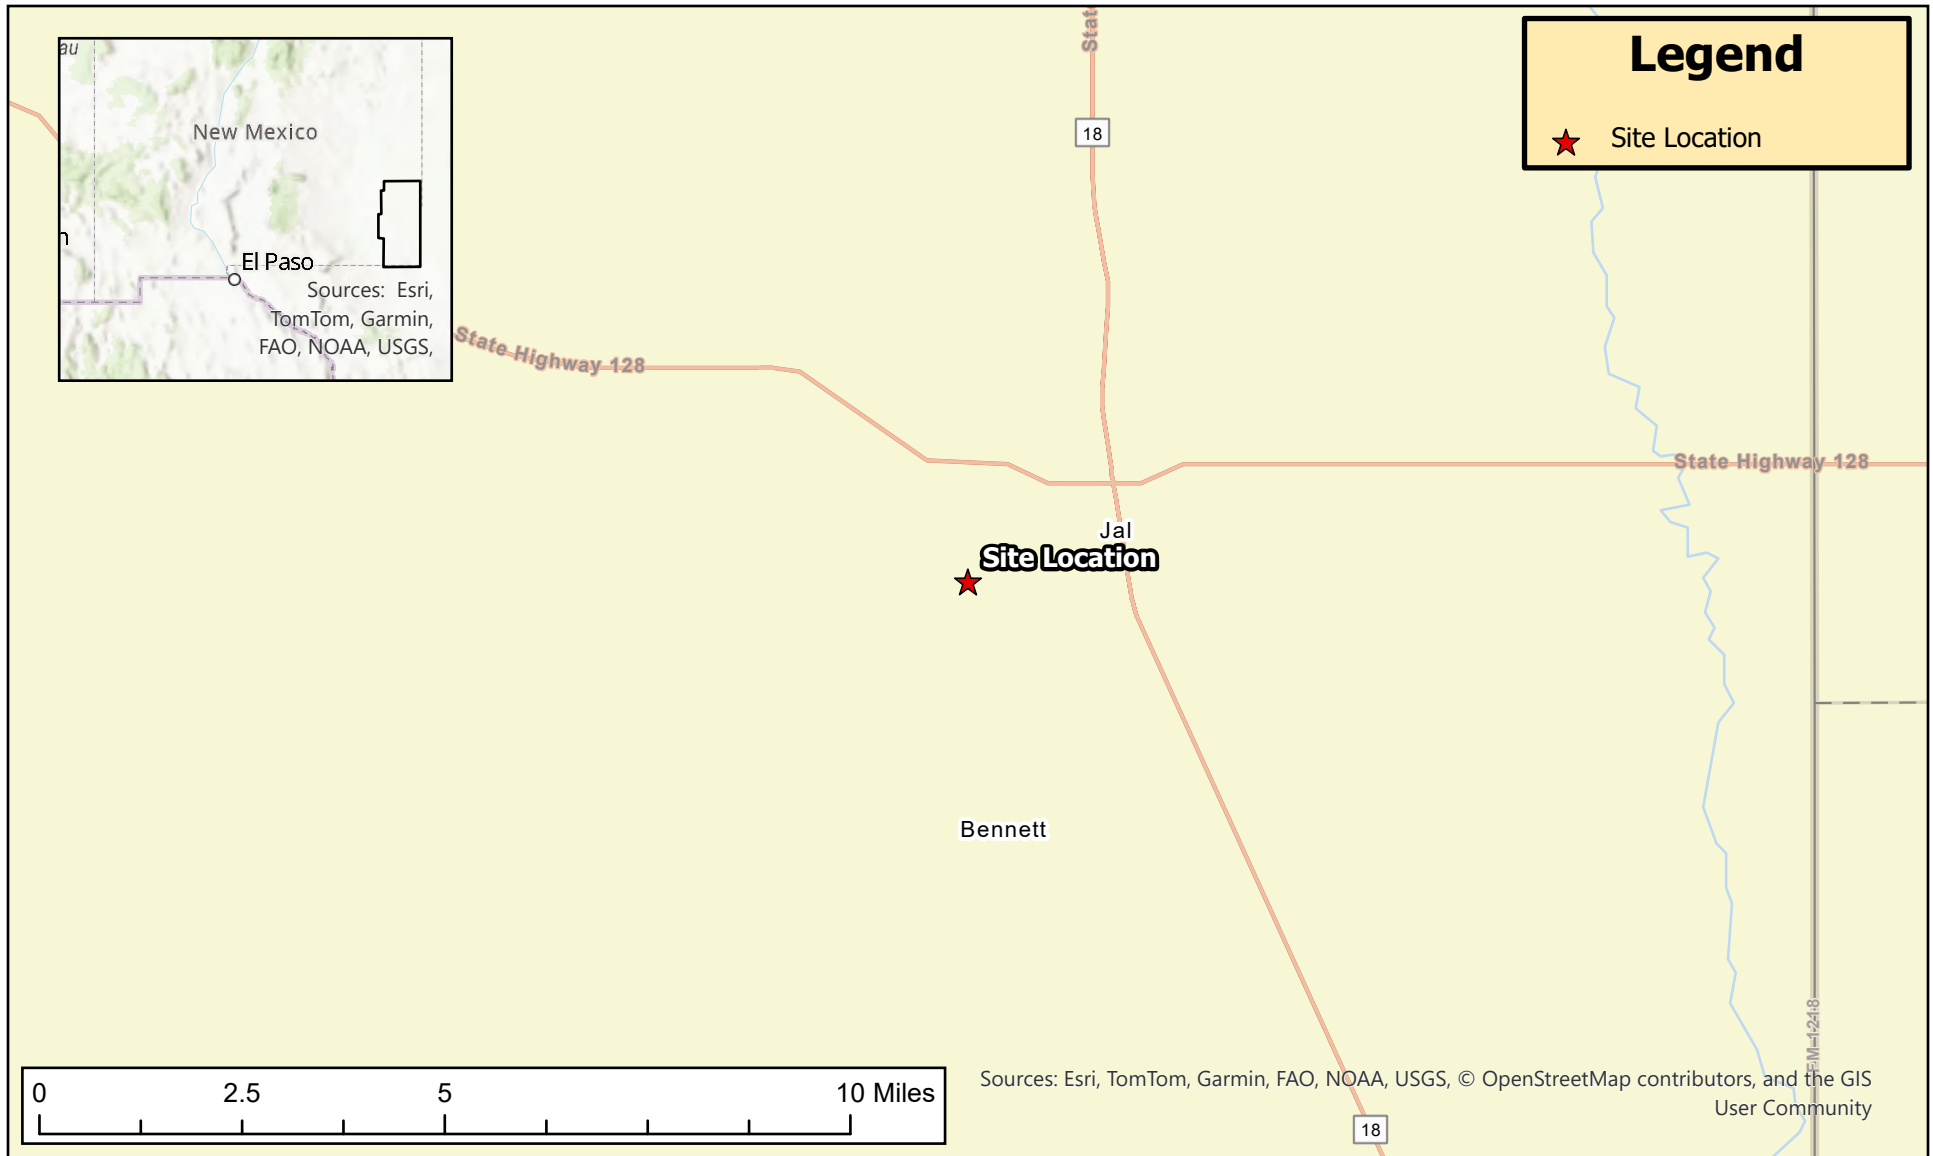 au
New Mexico
n
El Paso
Sources: Esri,
TomTom, Garmin,
FAO, NOAA, USGS,
Stat
18
Legend
Site Location
State Highway 128
State Highway 128
Jal
Site Location
Bennett
FM-1218
0 2.5 5 10 Miles
Sources: Esri, TomTom, Garmin, FAO, NOAA, USGS, © OpenStreetMap contributors, and the GIS
User Community
18